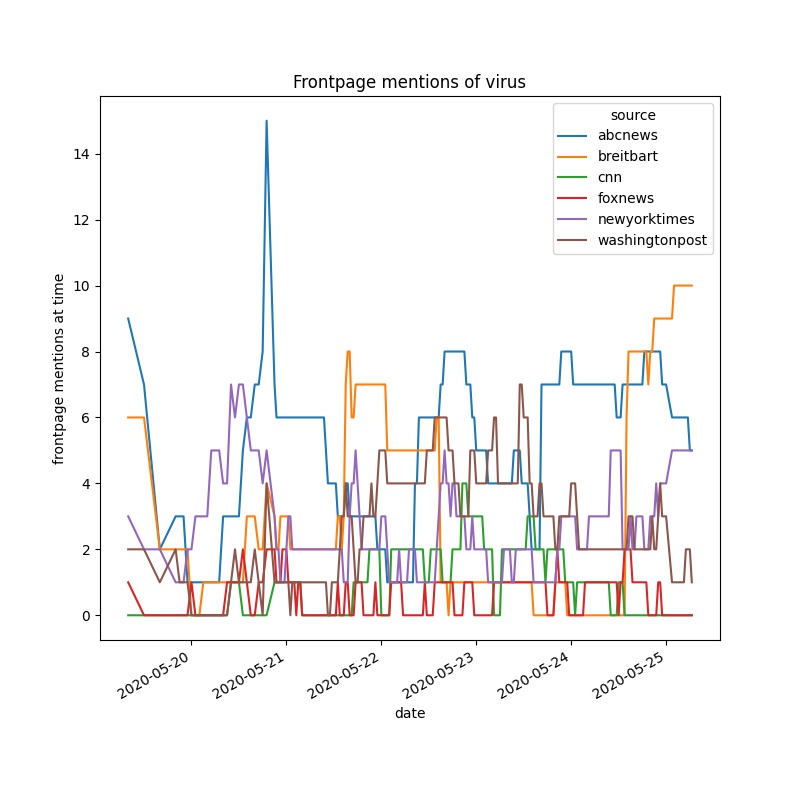 Frontpage mentions of virus
source
abcnews
breitbart
cnn
foxnews
newyorktimes
washingtonpost
frontpage mentions at time
14
12
10
8
6
4
2
0
2020-05-20
2020-05-21
2020-05-22
2020-05-23
2020-05-24
2020-05-25
date